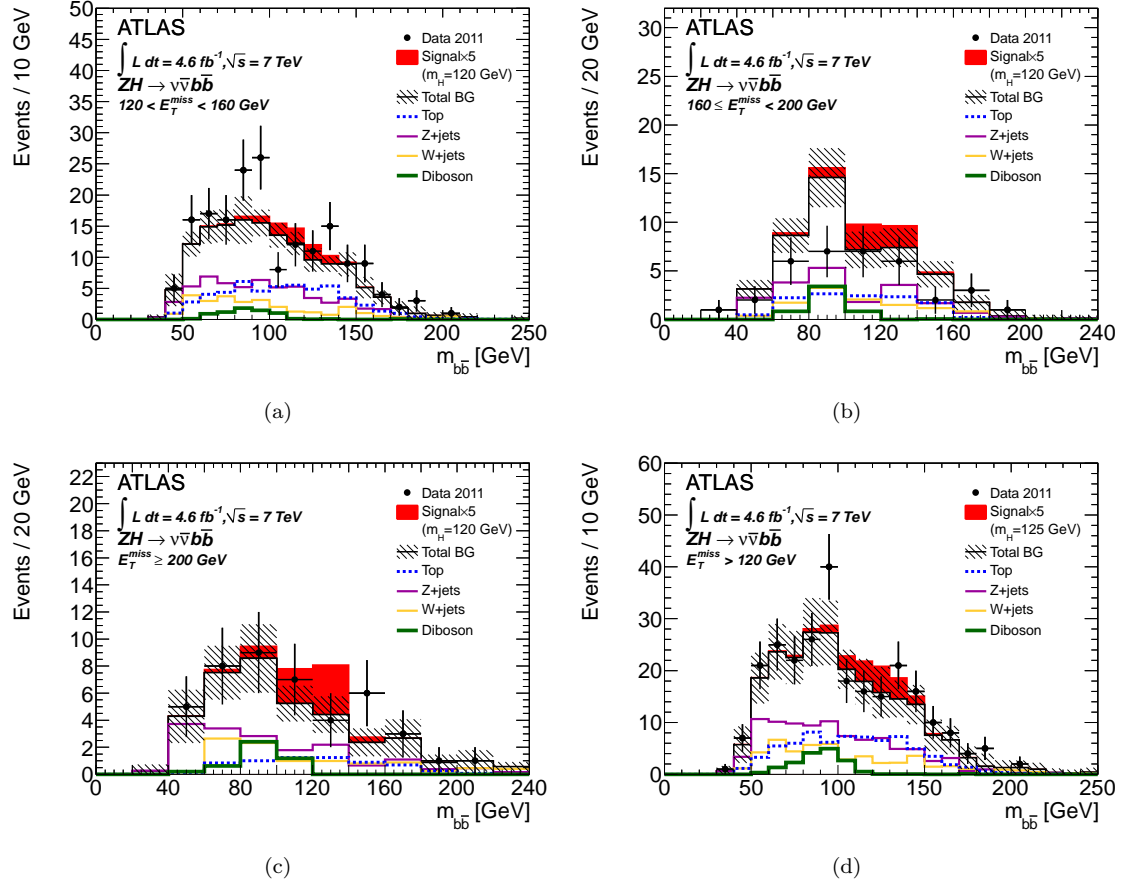 Events / 10 GeV
50
45
40
35
30
25
20
15
10
5
0
ATLAS
∫ L dt = 4.6 fb⁻¹, √s = 7 TeV
ZH → νν̄bb̄
120 < E_T^miss < 160 GeV
Data 2011
Signal×5
(m_H=120 GeV)
Total BG
Top
Z+jets
W+jets
Diboson
0 50 100 150 200 250
m_bb̄ [GeV]
(a)
Events / 20 GeV
30
25
20
15
10
5
0
ATLAS
∫ L dt = 4.6 fb⁻¹, √s = 7 TeV
ZH → νν̄bb̄
160 ≤ E_T^miss < 200 GeV
Data 2011
Signal×5
(m_H=120 GeV)
Total BG
Top
Z+jets
W+jets
Diboson
0 40 80 120 160 200 240
m_bb̄ [GeV]
(b)
Events / 20 GeV
22
20
18
16
14
12
10
8
6
4
2
0
ATLAS
∫ L dt = 4.6 fb⁻¹, √s = 7 TeV
ZH → νν̄bb̄
E_T^miss ≥ 200 GeV
Data 2011
Signal×5
(m_H=120 GeV)
Total BG
Top
Z+jets
W+jets
Diboson
0 40 80 120 160 200 240
m_bb̄ [GeV]
(c)
Events / 10 GeV
60
50
40
30
20
10
0
ATLAS
∫ L dt = 4.6 fb⁻¹, √s = 7 TeV
ZH → νν̄bb̄
E_T^miss > 120 GeV
Data 2011
Signal×5
(m_H=125 GeV)
Total BG
Top
Z+jets
W+jets
Diboson
0 50 100 150 200 250
m_bb̄ [GeV]
(d)